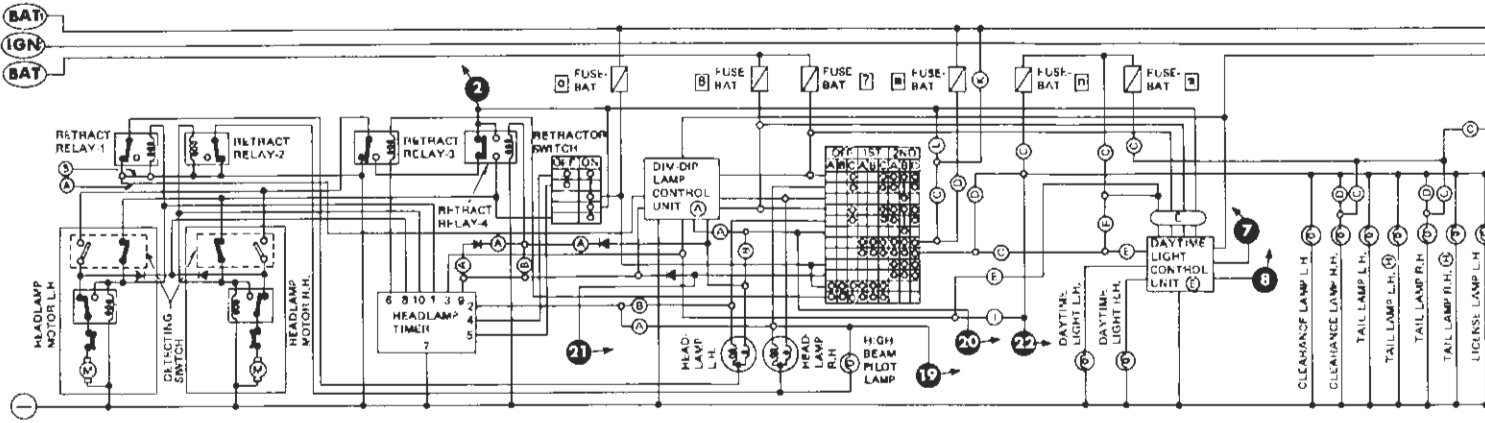 BAT
IGN
BAT
2
FUSE-
BAT
8 FUSE
BAT
FUSE
BAT 7
FUSE-
BAT
FUSE-
BAT
FUSE-
BAT
RETRACT
RELAY-1
RETRACT
RELAY-2
RETRACT
RELAY-3
RETRACTOR
SWITCH
OFF ON
RETRACT
RELAY-4
B
A
DIM-DIP
LAMP
CONTROL
UNIT
A
OFF 1ST 2ND
A B C A B C A B C
HEADLAMP
MOTOR L.H
DETECTING
SWITCH
HEADLAMP
MOTOR R.H
6 8 10 1 3 9
2
HEADLAMP
4
TIMER
5
7
A
A
A
B
A
B
B
A
21
HEAD-
LAMP
L.H.
HEAD-
LAMP
R.H
HIGH
BEAM
PILOT
LAMP
19
20
22
K
L
C
D
D
C
C
C
C
F
E
E
I
DAYTIME
LIGHT L.H.
DAYTIME
LIGHT R.H.
DAYTIME
LIGHT
CONTROL
UNIT E
7
8
C
D
C
D
C
CLEARANCE LAMP L.H
CLEARANCE LAMP R.H.
TAIL LAMP L.H.
TAIL LAMP L.H. H
TAIL LAMP R.H
TAIL LAMP R.H. H
LICENSE LAMP L